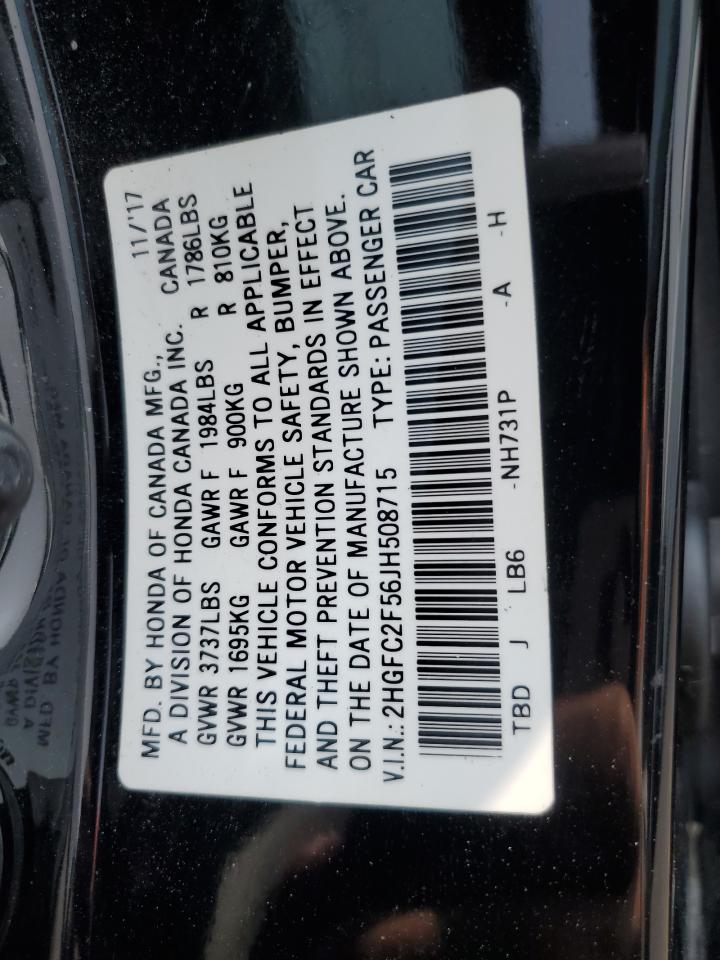 MFD. BY HONDA OF CANADA MFG., 11/'17
A DIVISION OF HONDA CANADA INC. CANADA
GVWR 3737LBS GAWR F 1984LBS R 1786LBS
GVWR 1695KG GAWR F 900KG R 810KG
THIS VEHICLE CONFORMS TO ALL APPLICABLE
FEDERAL MOTOR VEHICLE SAFETY, BUMPER,
AND THEFT PREVENTION STANDARDS IN EFFECT
ON THE DATE OF MANUFACTURE SHOWN ABOVE.
V.I.N.: 2HGFC2F56JH508715 TYPE: PASSENGER CAR
TBD J LB6 -NH731P -A -H